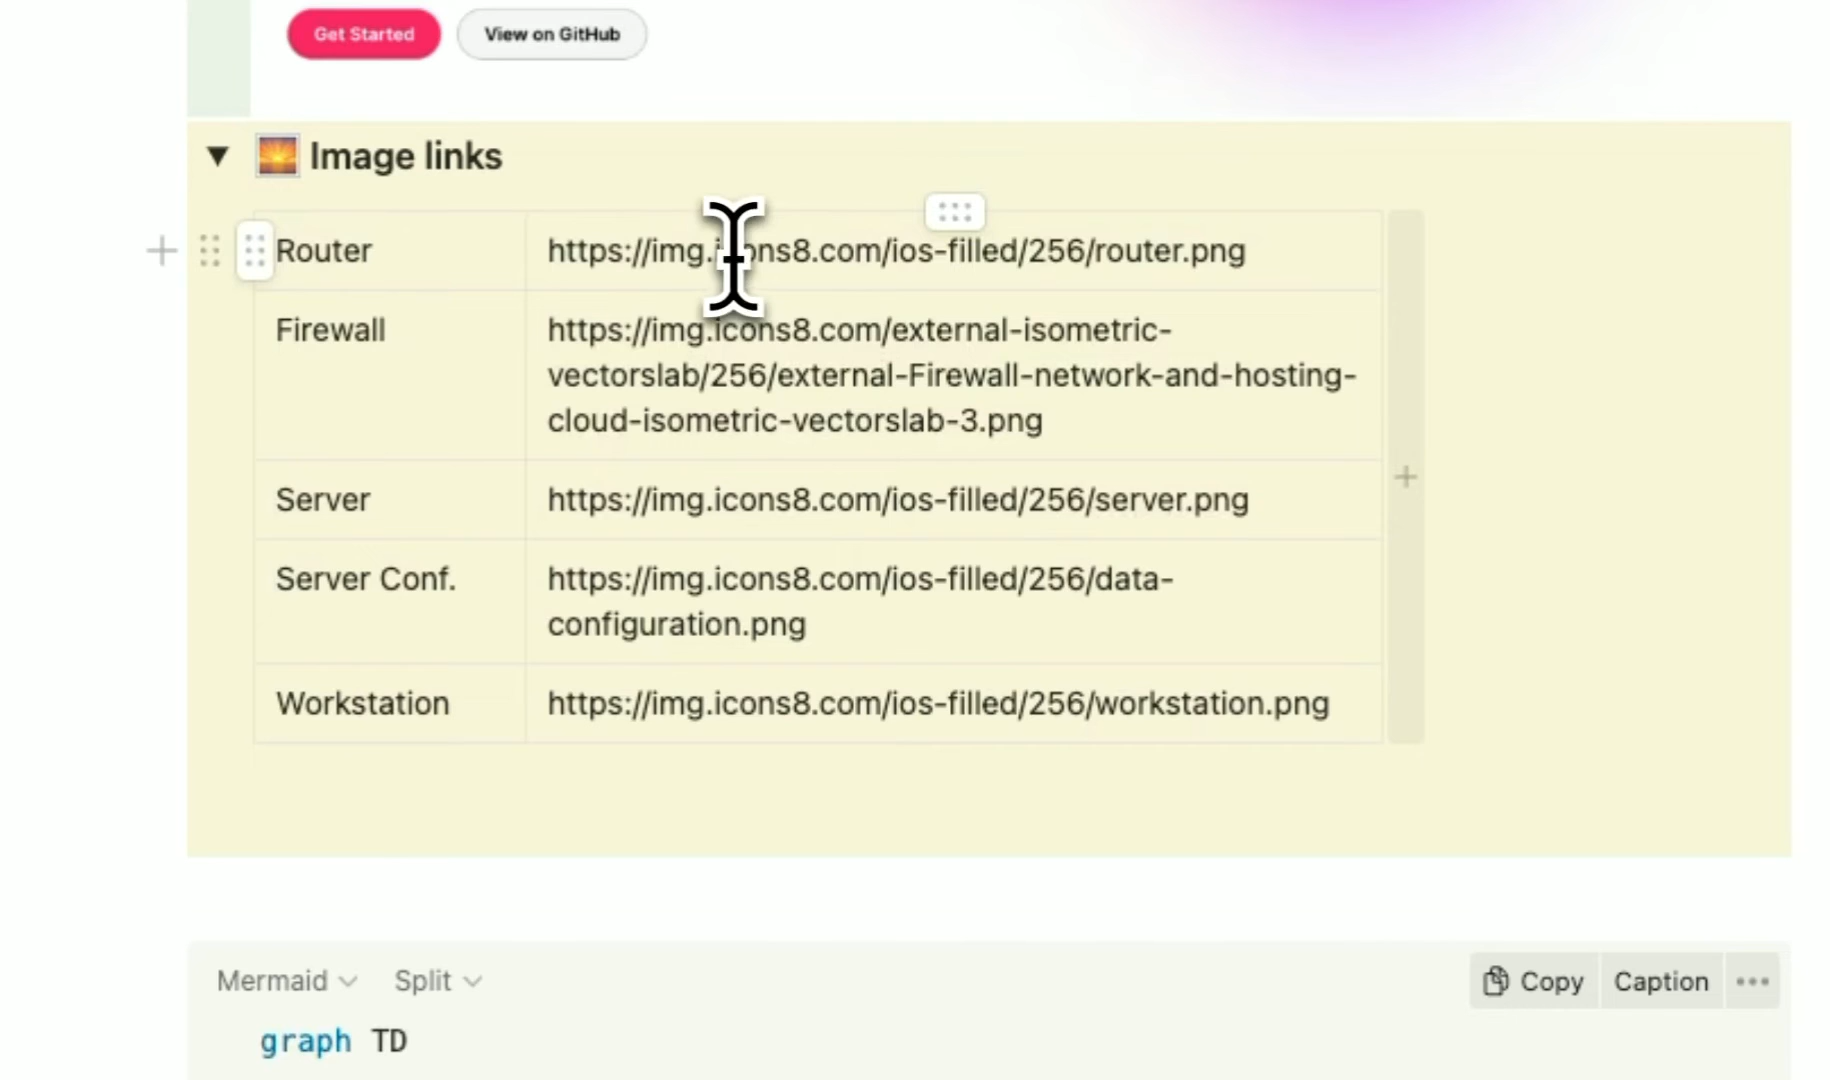 Get Started
View on GitHub
Image links
Router
https://img.icons8.com/ios-filled/256/router.png
Firewall
https://img.icons8.com/external-isometric-
vectorslab/256/external-Firewall-network-and-hosting-
cloud-isometric-vectorslab-3.png
Server
https://img.icons8.com/ios-filled/256/server.png
Server Conf.
https://img.icons8.com/ios-filled/256/data-
configuration.png
Workstation
https://img.icons8.com/ios-filled/256/workstation.png
Mermaid
Split
Copy
Caption
graph TD